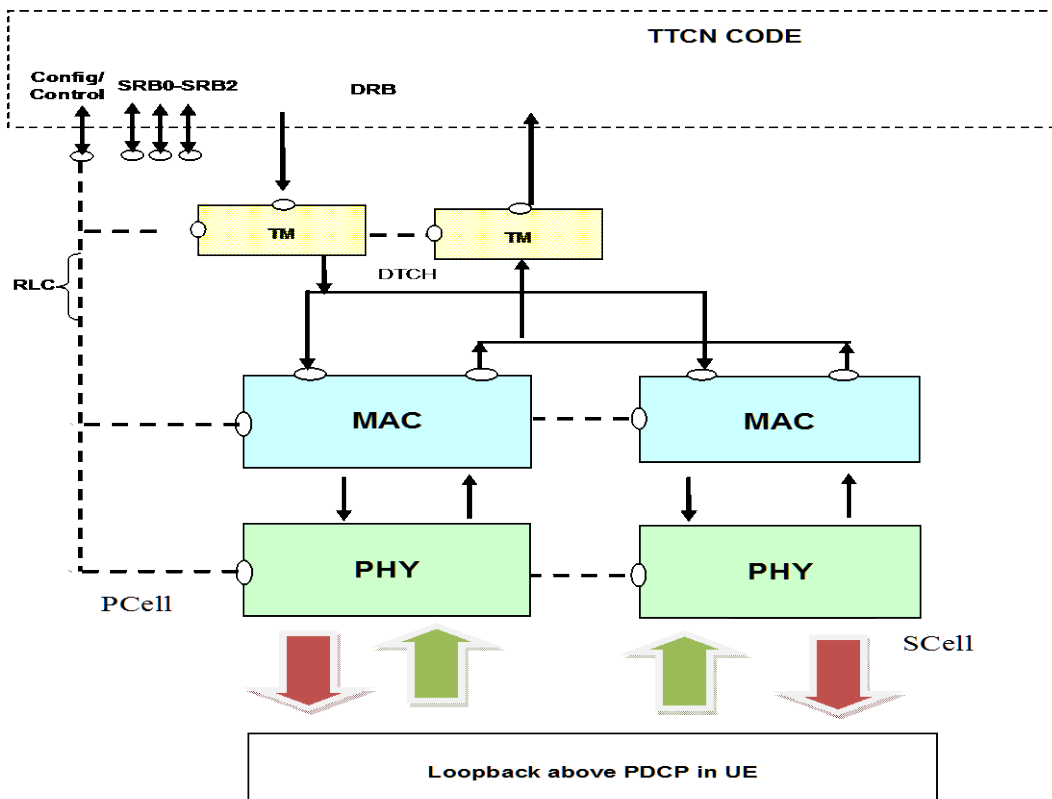 TTCN CODE
Config/
Control
SRB0-SRB2
DRB
TM
TM
DTCH
RLC
MAC
MAC
PHY
PHY
PCell
SCell
Loopback above PDCP in UE